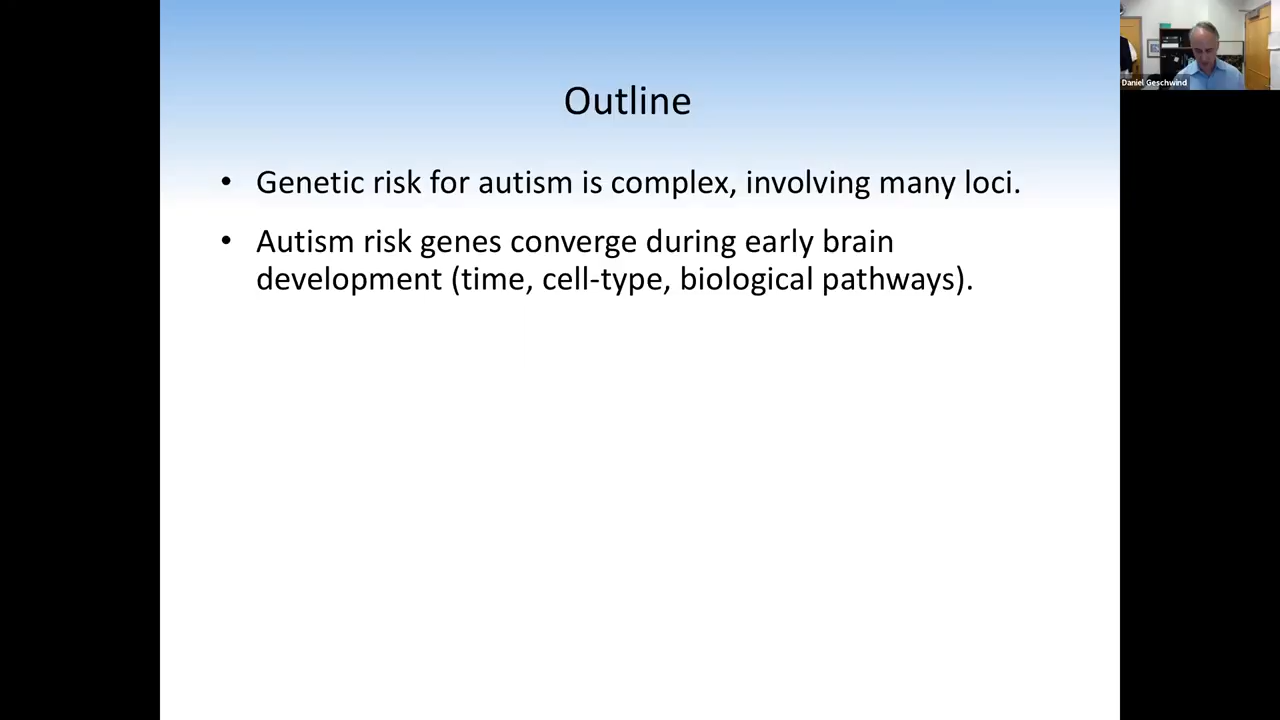 Outline
• Genetic risk for autism is complex, involving many loci.
• Autism risk genes converge during early brain
development (time, cell-type, biological pathways).
Daniel Geschwind